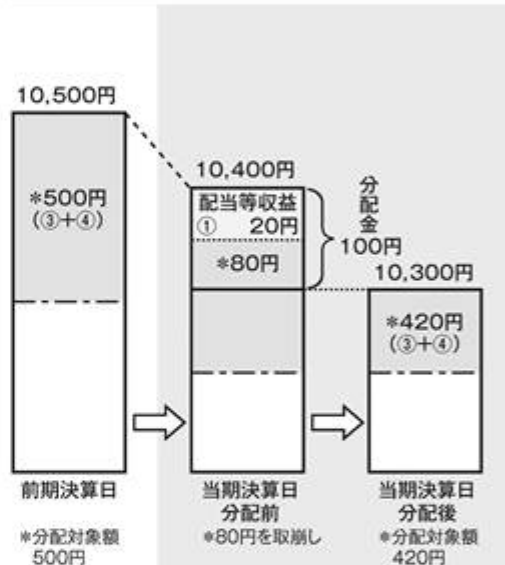 10,500円
*500円
(③+④)
前期決算日
*分配対象額
500円
10,400円
配当等収益
① 20円
*80円
分配金
100円
当期決算日
分配前
*80円を取崩し
10,300円
*420円
(③+④)
当期決算日
分配後
*分配対象額
420円